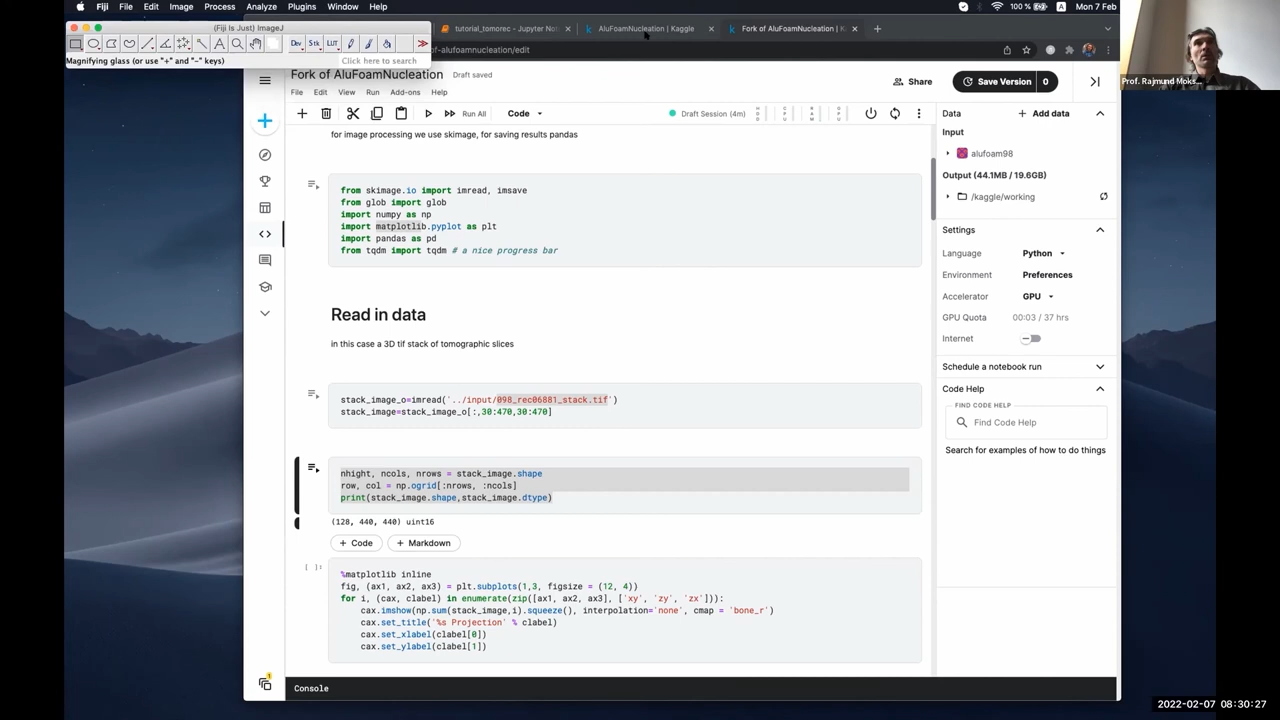 Fiji File Edit Image Process Analyze Plugins Window Help
100 % A Mon 7 Feb
(Fiji Is Just) ImageJ
Dev Stk LUT
Magnifying glass (or use "+" and "-" keys) Click here to search
tutorial_tomorec - Jupyter Not
AluFoamNucleation | Kaggle
Fork of AluFoamNucleation | Ka
of-alufoamnucleation/edit
Prof. Rajmund Moks...
Fork of AluFoamNucleation Draft saved
File Edit View Run Add-ons Help
Share
Save Version 0
Run All Code
Draft Session (4m)
for image processing we use skimage, for saving results pandas
from skimage.io import imread, imsave
from glob import glob
import numpy as np
import matplotlib.pyplot as plt
import pandas as pd
from tqdm import tqdm # a nice progress bar
Read in data
in this case a 3D tif stack of tomographic slices
stack_image_o=imread('../input/098_rec06881_stack.tif')
stack_image=stack_image_o[:,30:470,30:470]
nhight, ncols, nrows = stack_image.shape
row, col = np.ogrid[:nrows, :ncols]
print(stack_image.shape,stack_image.dtype)
(128, 440, 440) uint16
+ Code + Markdown
[ ]:
%matplotlib inline
fig, (ax1, ax2, ax3) = plt.subplots(1,3, figsize = (12, 4))
for i, (cax, clabel) in enumerate(zip([ax1, ax2, ax3], ['xy', 'zy', 'zx'])):
cax.imshow(np.sum(stack_image,i).squeeze(), interpolation='none', cmap = 'bone_r')
cax.set_title('%s Projection' % clabel)
cax.set_xlabel(clabel[0])
cax.set_ylabel(clabel[1])
Console
Data + Add data
Input
alufoam98
Output (44.1MB / 19.6GB)
/kaggle/working
Settings
Language Python
Environment Preferences
Accelerator GPU
GPU Quota 00:03 / 37 hrs
Internet
Schedule a notebook run
Code Help
FIND CODE HELP
Find Code Help
Search for examples of how to do things
2022-02-07 08:30:27